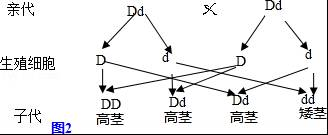 亲代 Dd × Dd
生殖细胞 D d D d
子代 DD Dd Dd dd
高茎 高茎 高茎 矮茎
图2